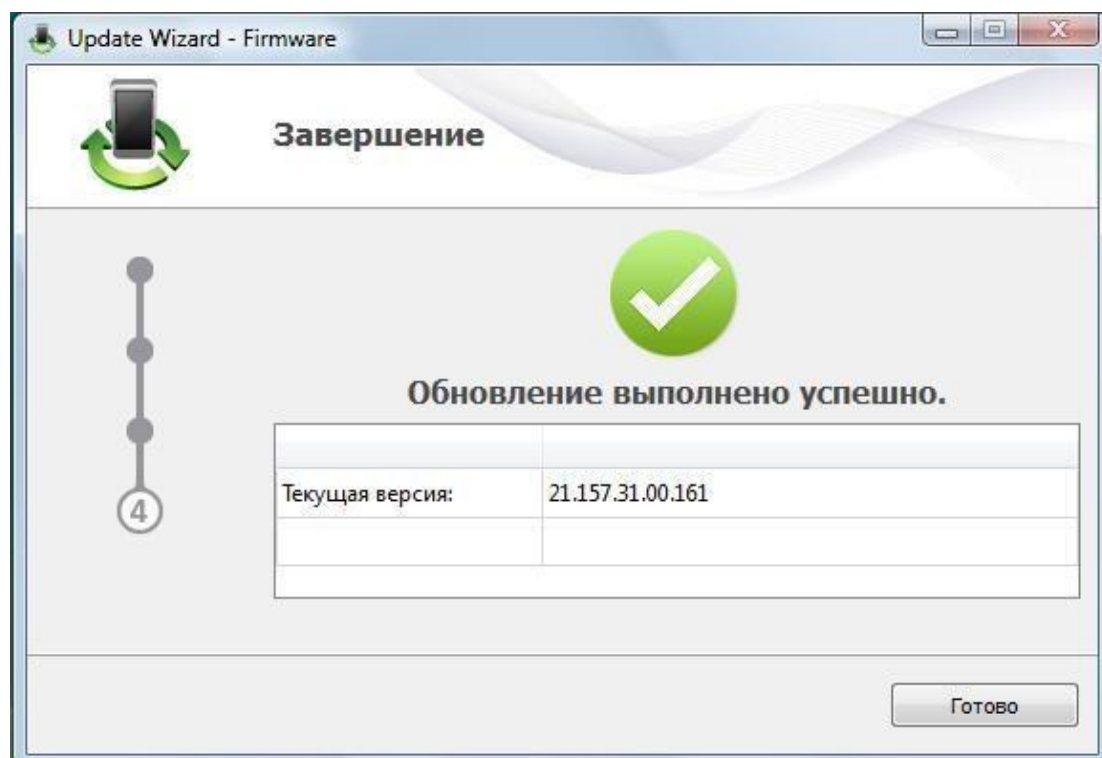 Update Wizard - Firmware
Завершение
Обновление выполнено успешно.
Текущая версия: 21.157.31.00.161
4
Готово